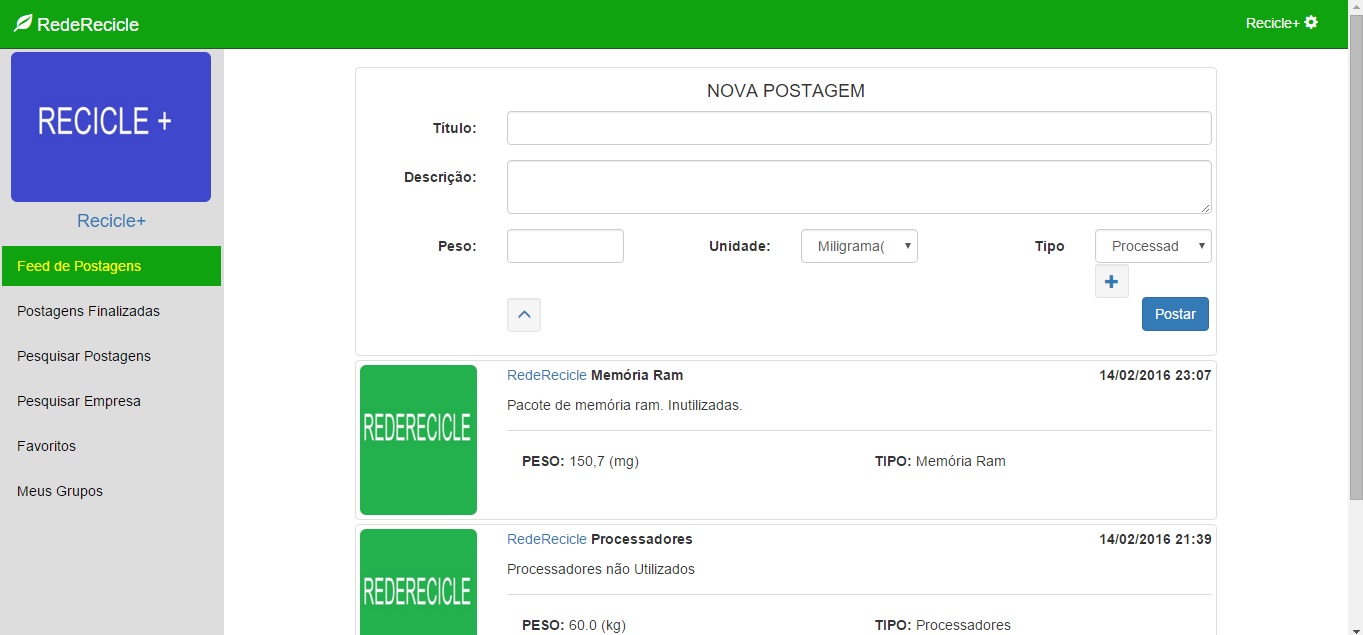 RedeRecicle
Recicle+
RECICLE +
Recicle+
Feed de Postagens
Postagens Finalizadas
Pesquisar Postagens
Pesquisar Empresa
Favoritos
Meus Grupos
NOVA POSTAGEM
Título:
Descrição:
Peso:
Unidade:
Miligrama(
Tipo
Processad
Postar
REDERECICLE
RedeRecicle Memória Ram
14/02/2016 23:07
Pacote de memória ram. Inutilizadas.
PESO: 150,7 (mg)
TIPO: Memória Ram
REDERECICLE
RedeRecicle Processadores
14/02/2016 21:39
Processadores não Utilizados
PESO: 60.0 (kg)
TIPO: Processadores